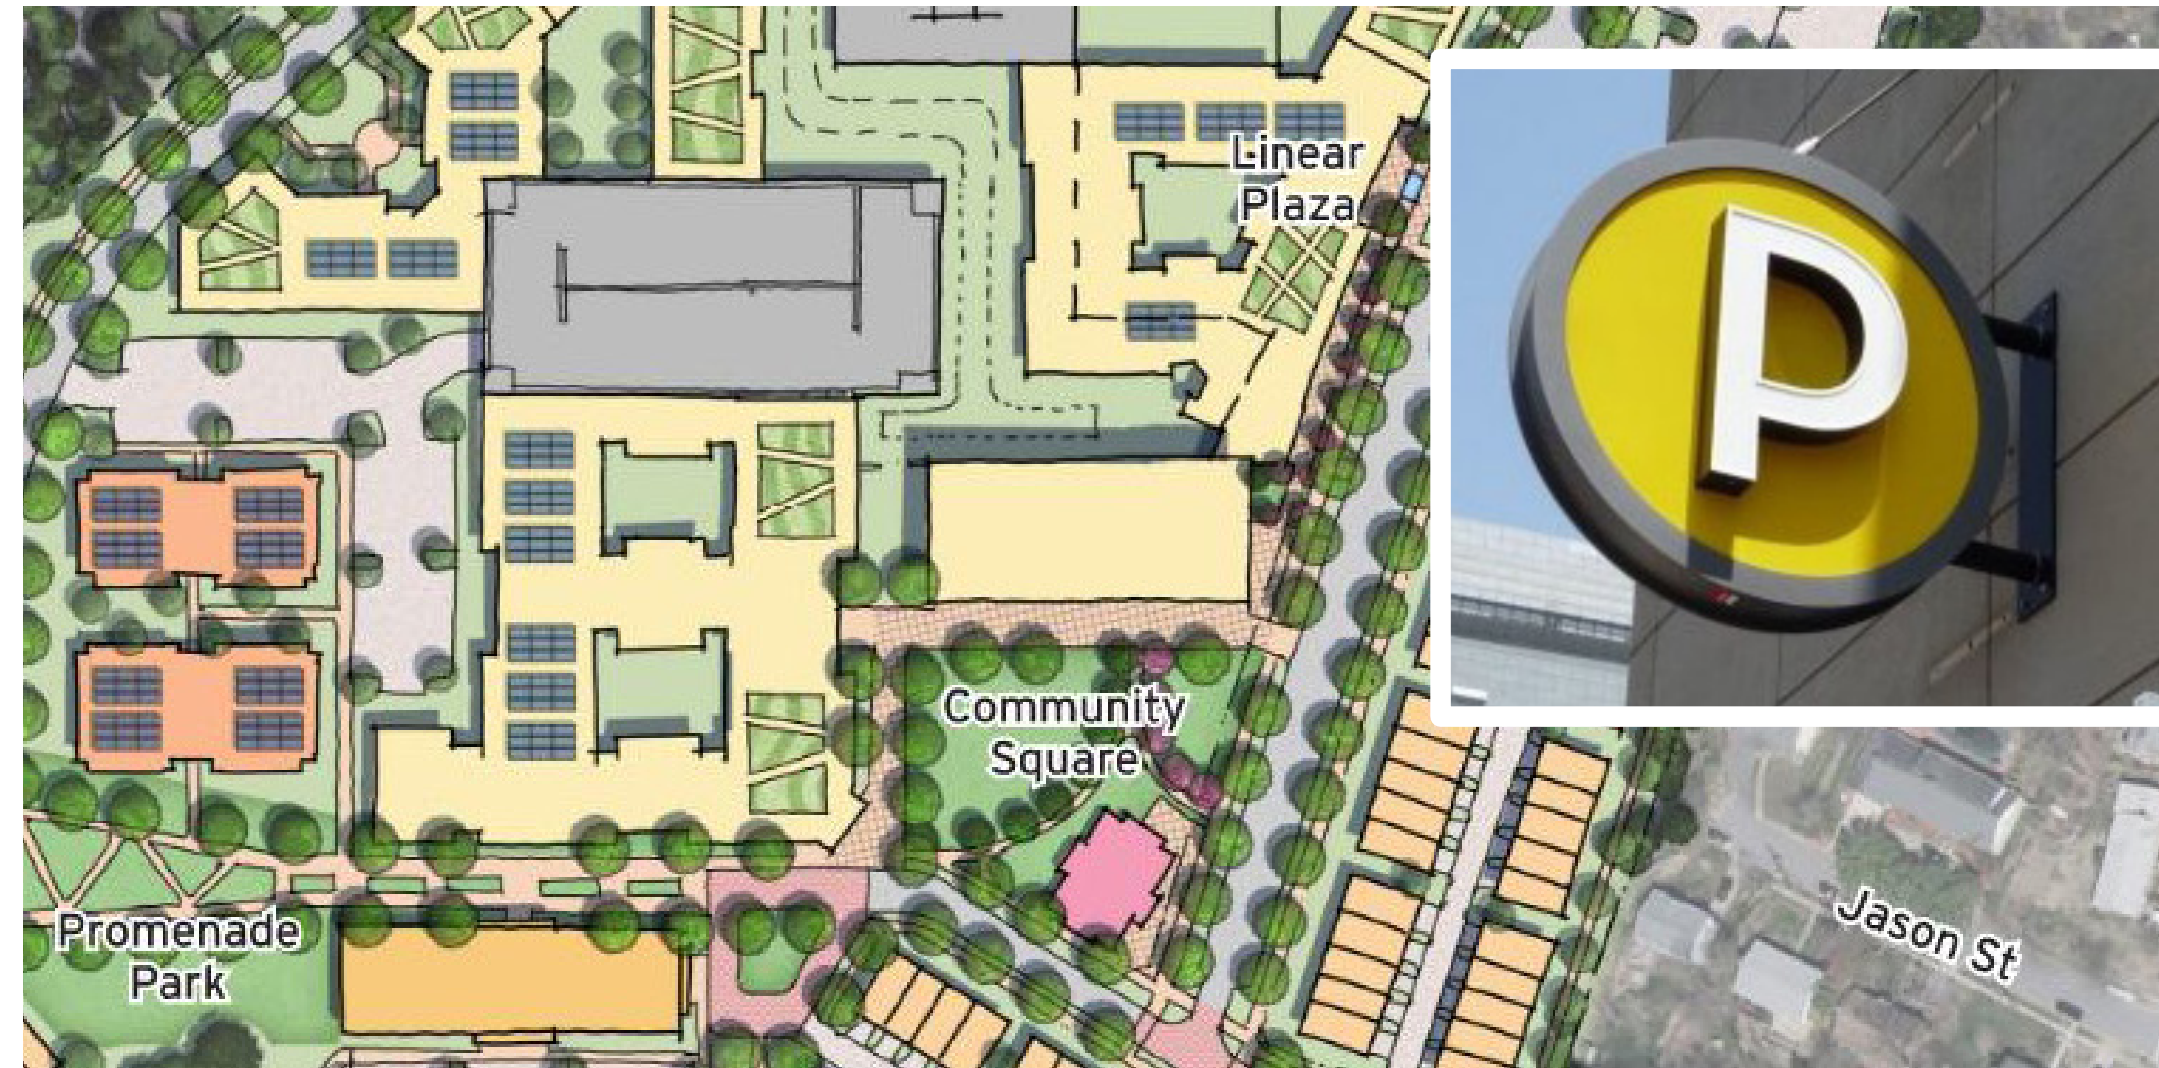 Linear
Plaza
P
Community
Square
Jason St
Promenade
Park